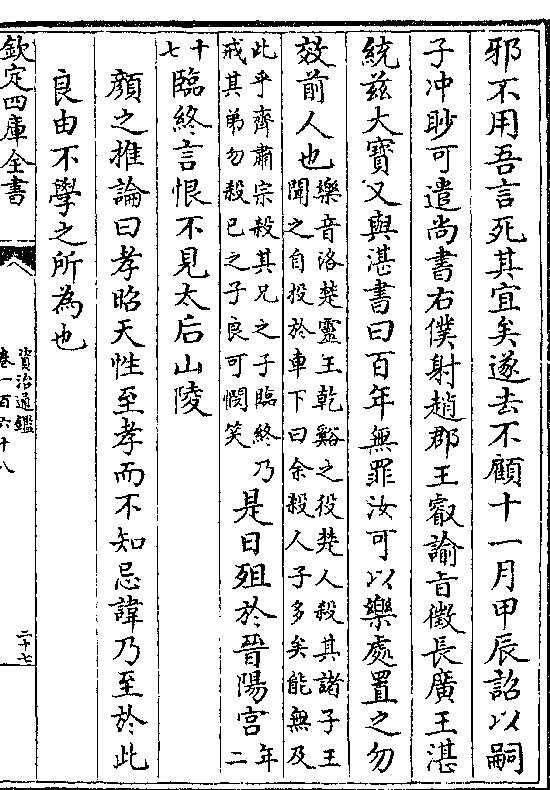 邪不用吾言死其宜矣遂去不顧十一月甲辰詔以嗣
子冲眇可遣尚書右僕射趙郡王叡諭旨徵長廣王湛
統兹大寶又與湛書曰百年無罪汝可以樂處置之勿
效前人也樂音洛楚靈王乾谿之役楚人殺其諸子王
聞之自投於車下曰余殺人子多矣能無及
此乎齊肅宗殺其兄之子臨終乃
戒其弟勿殺已之子良可憫笑
是日殂於晉陽宮年二
十七
臨終言恨不見太后山陵
顔之推論曰孝昭天性至孝而不知忌諱乃至於此
良由不學之所為也
欽定四庫全書
資治通鑑
卷一百六十八
二十七